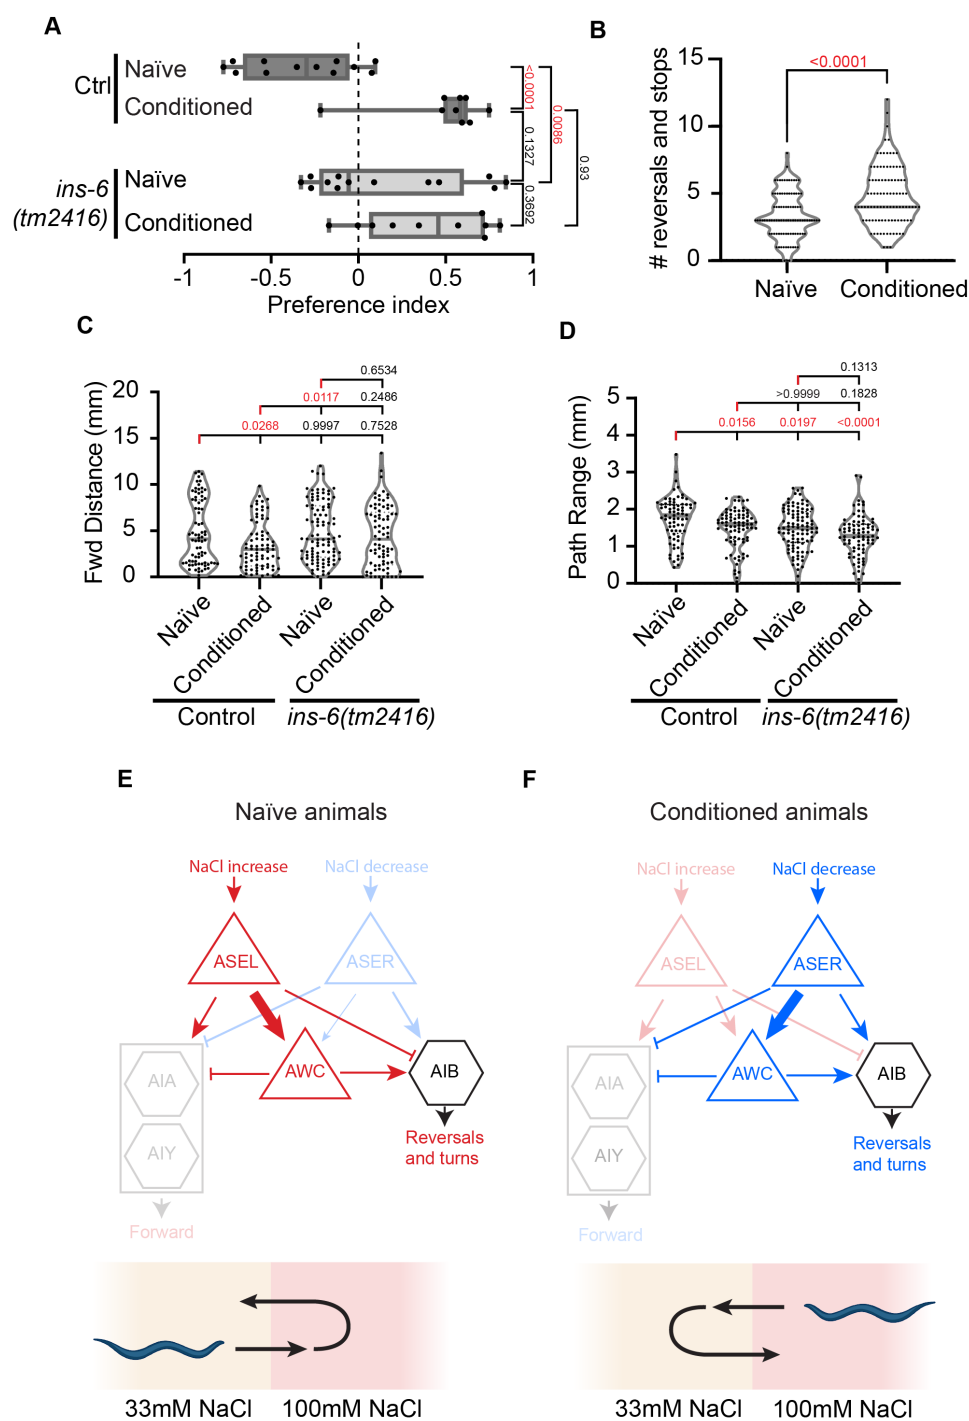 A
Ctrl
Naïve
Conditioned
ins-6
(tm2416)
Naïve
Conditioned
<0.0001
0.1327
0.3692
0.0086
0.93
-1 -0.5 0 0.5 1
Preference index
B
# reversals and stops
15
10
5
0
<0.0001
Naïve Conditioned
C
Fwd Distance (mm)
20
15
10
5
0
0.6534
0.0117 0.2486
0.0268 0.9997 0.7528
Naïve
Conditioned
Naïve
Conditioned
Control
ins-6(tm2416)
D
Path Range (mm)
5
4
3
2
1
0
0.1313
>0.9999 0.1828
0.0156 0.0197 <0.0001
Naïve
Conditioned
Naïve
Conditioned
Control
ins-6(tm2416)
E
Naïve animals
NaCl increase
NaCl decrease
ASEL
ASER
AIA
AWC
AIB
AIY
Reversals
and turns
Forward
33mM NaCl
100mM NaCl
F
Conditioned animals
NaCl increase
NaCl decrease
ASEL
ASER
AIA
AWC
AIB
AIY
Reversals
and turns
Forward
33mM NaCl
100mM NaCl